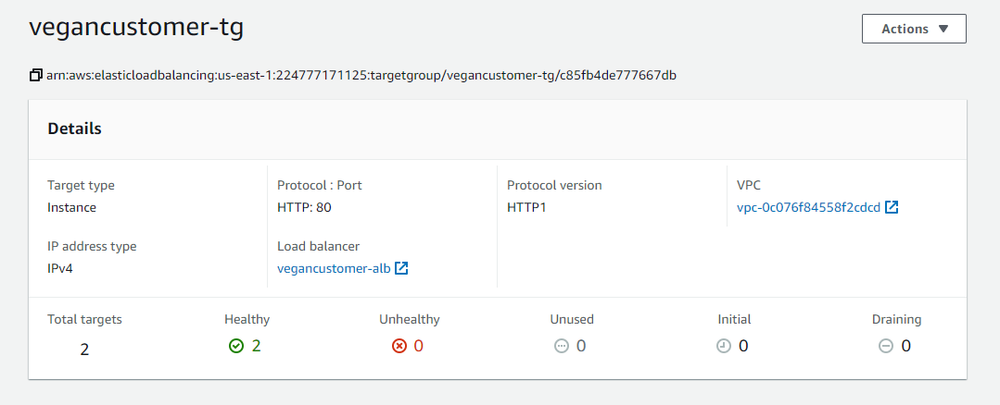 vegancustomer-tg
Actions
arn:aws:elasticloadbalancing:us-east-1:224777171125:targetgroup/vegancustomer-tg/c85fb4de777667db
Details
Target type
Protocol : Port
Protocol version
VPC
Instance
HTTP: 80
HTTP1
vpc-0c076f84558f2cdcd
IP address type
Load balancer
IPv4
vegancustomer-alb
Total targets
Healthy
Unhealthy
Unused
Initial
Draining
2
2
0
0
0
0